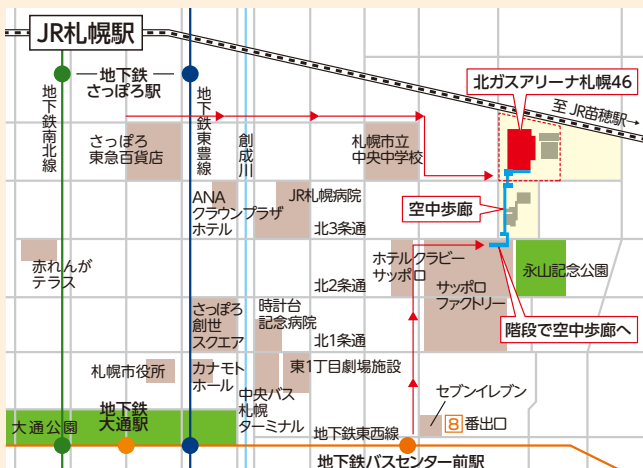 JR札幌駅
地下鉄
さっぽろ駅
地下鉄南北線
地下鉄東豊線
創成川
北ガスアリーナ札幌46
至 JR苗穂駅→
さっぽろ
東急百貨店
札幌市立
中央中学校
ANA
クラウンプラザ
ホテル
JR札幌病院
北3条通
空中歩廊
赤れんが
テラス
ホテルクラビー
サッポロ
北2条通
サッポロ
ファクトリー
永山記念公園
さっぽろ
創世
スクエア
時計台
記念病院
北1条通
階段で空中歩廊へ
札幌市役所
カナモト
ホール
東1丁目劇場施設
中央バス
札幌
ターミナル
セブンイレブン
8番出口
大通公園
地下鉄
大通駅
地下鉄東西線
地下鉄バスセンター前駅